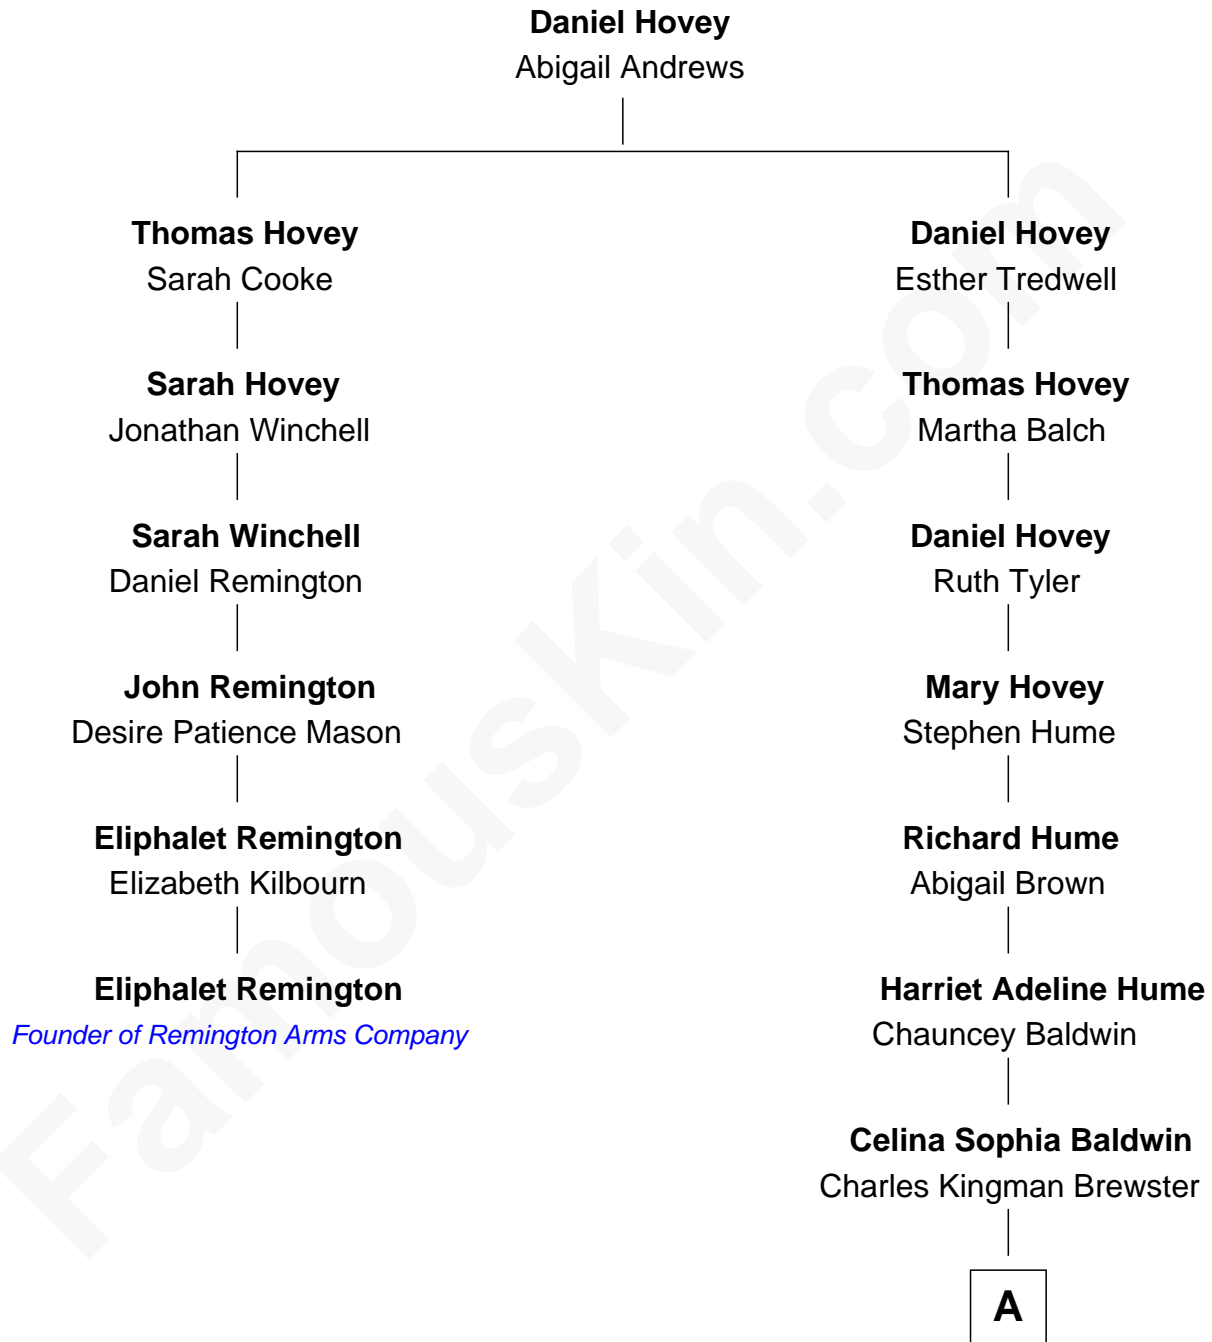 Daniel Hovey
Abigail Andrews
Thomas Hovey
Sarah Cooke
Sarah Hovey
Jonathan Winchell
Sarah Winchell
Daniel Remington
John Remington
Desire Patience Mason
Eliphalet Remington
Elizabeth Kilbourn
Eliphalet Remington
Founder of Remington Arms Company
Daniel Hovey
Esther Tredwell
Thomas Hovey
Martha Balch
Daniel Hovey
Ruth Tyler
Mary Hovey
Stephen Hume
Richard Hume
Abigail Brown
Harriet Adeline Hume
Chauncey Baldwin
Celina Sophia Baldwin
Charles Kingman Brewster
A
FamousKin.com